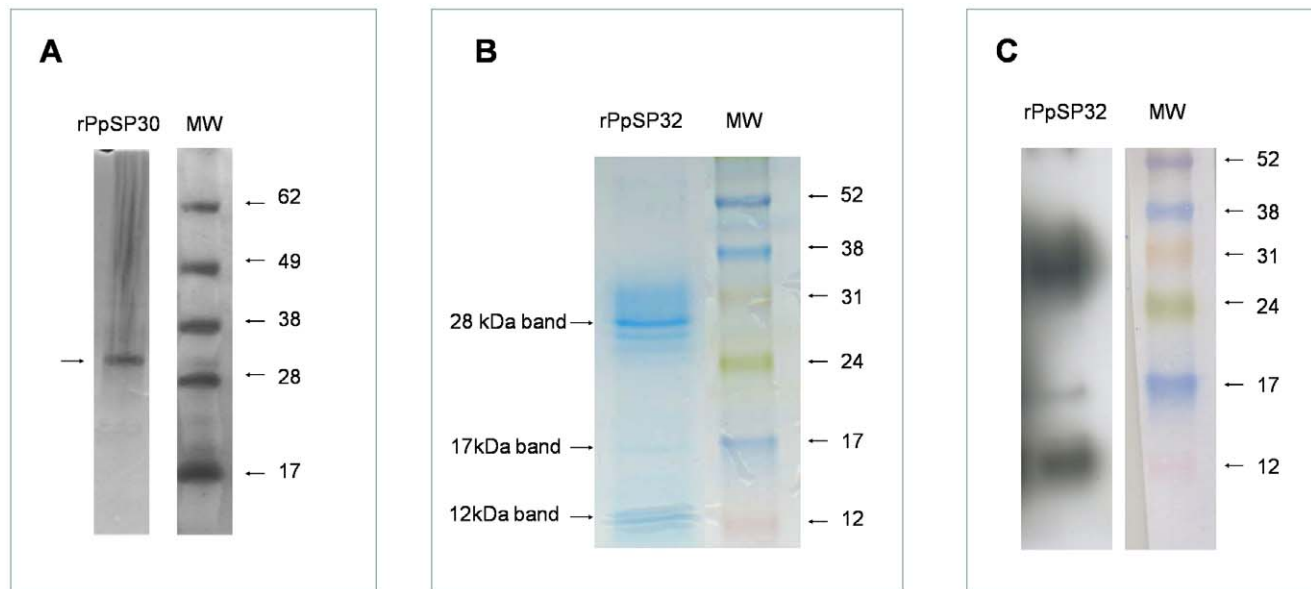 A
rPpSP30 MW
62
49
38
28
17
B
rPpSP32 MW
52
38
31
28 kDa band
24
17kDa band
17
12kDa band
12
C
rPpSP32 MW
52
38
31
24
17
12